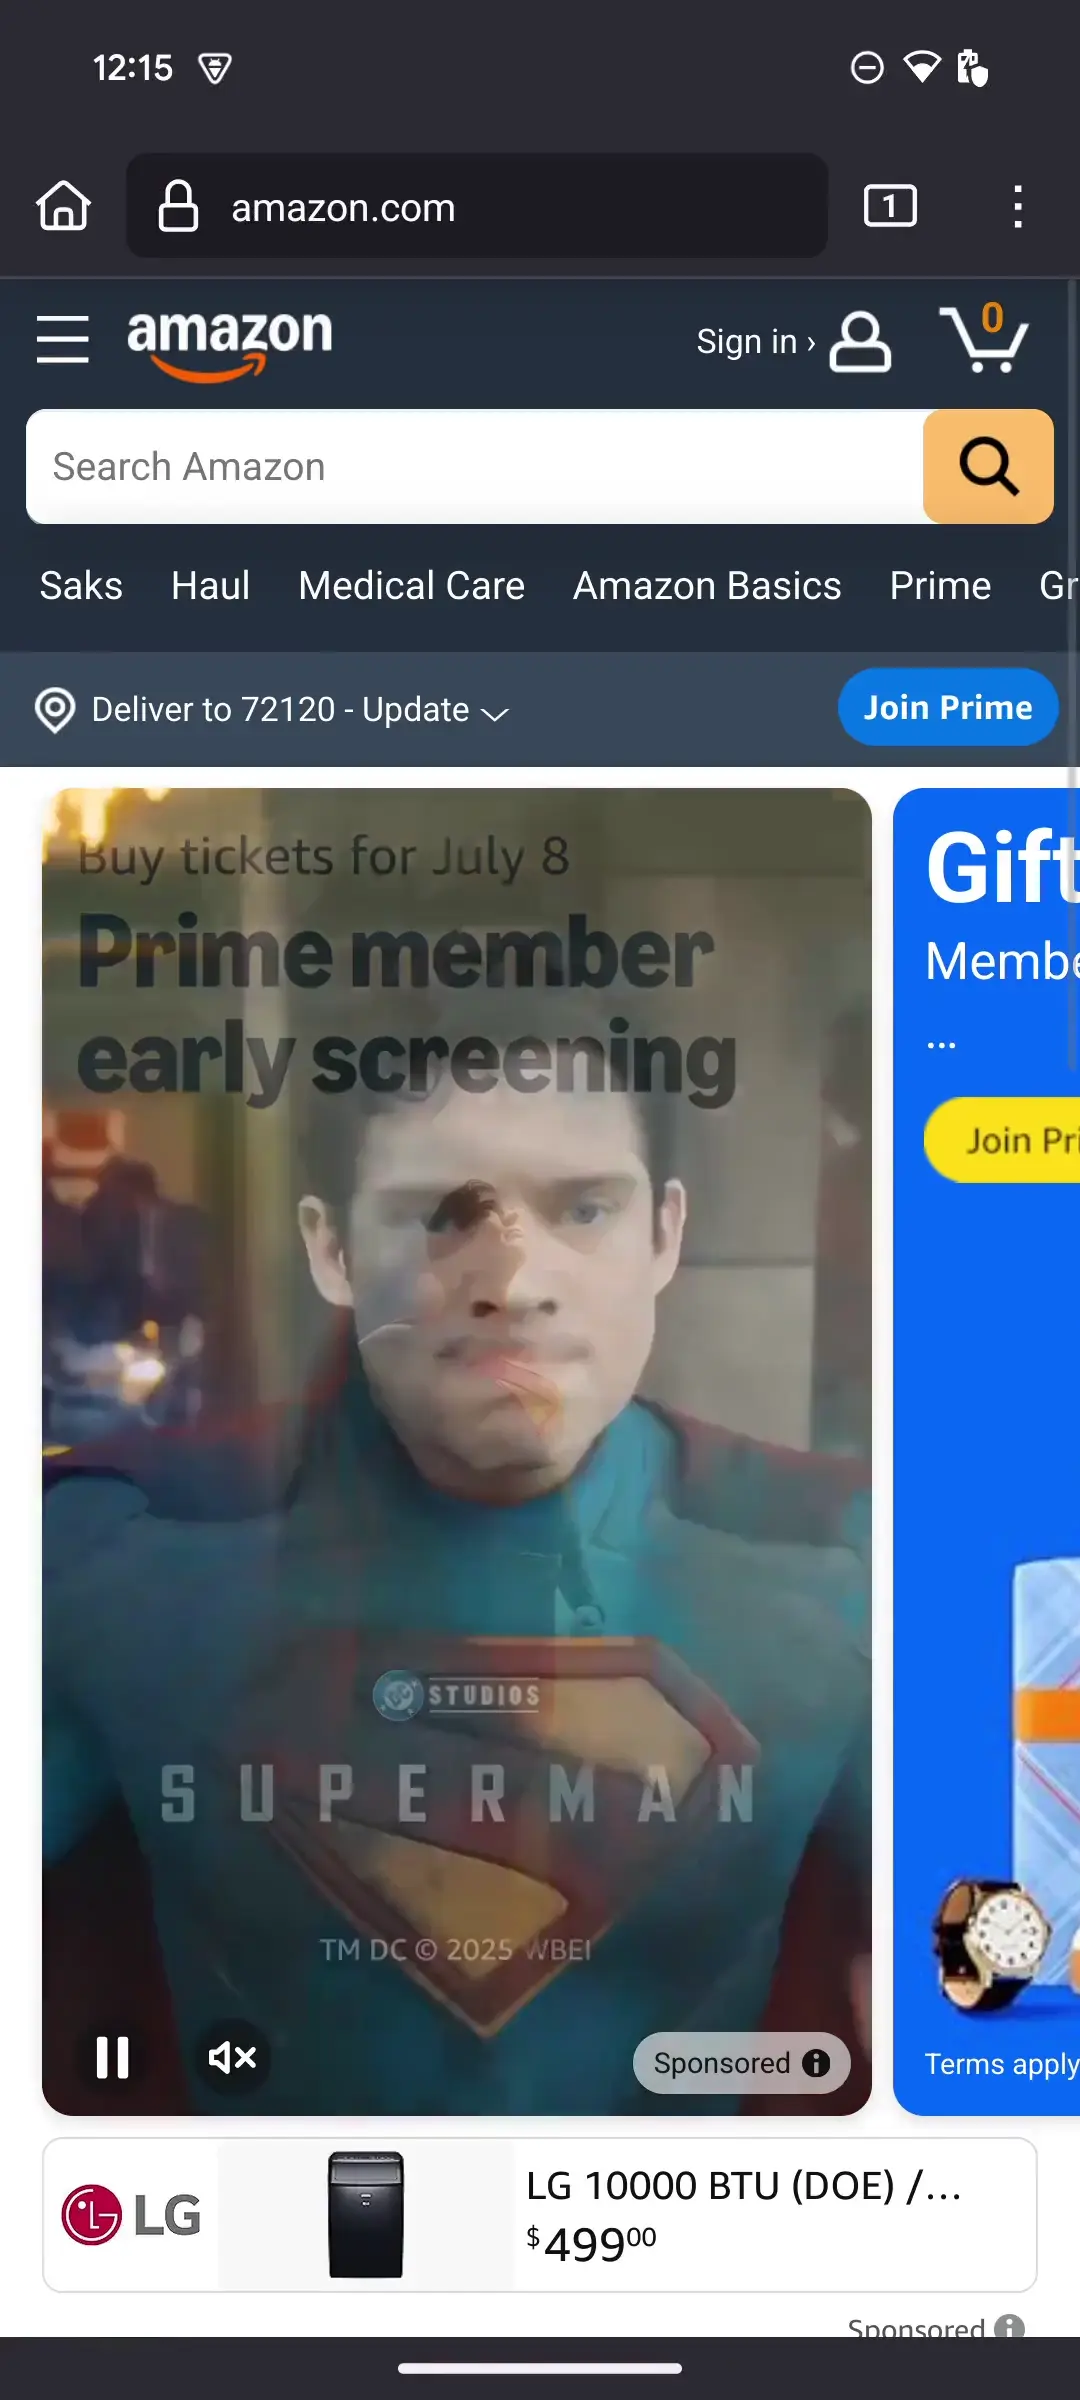 12:15
amazon.com
1
amazon
Sign in ›
0
Search Amazon
Saks Haul Medical Care Amazon Basics Prime Gr
Deliver to 72120 - Update
Join Prime
Buy tickets for July 8
Prime member
early screening
STUDIOS
SUPERMAN
TM DC © 2025 WBEI
Sponsored
Gift
Membe
...
Join Pri
Terms apply
LG
LG 10000 BTU (DOE) /...
$49900
Sponsored